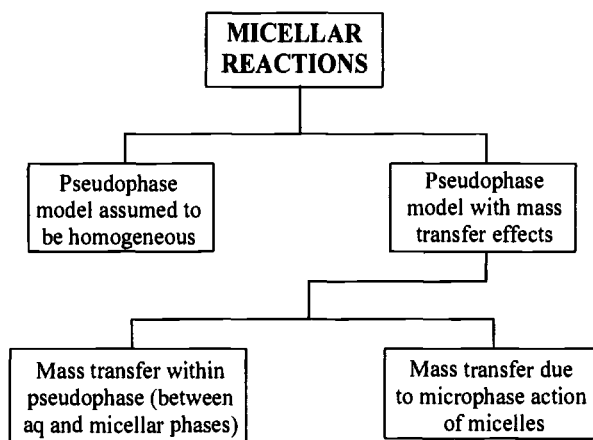 MICELLAR
REACTIONS
Pseudophase
model assumed to
be homogeneous
Pseudophase
model with mass
transfer effects
Mass transfer within
pseudophase (between
aq and micellar phases)
Mass transfer due
to microphase action
of micelles